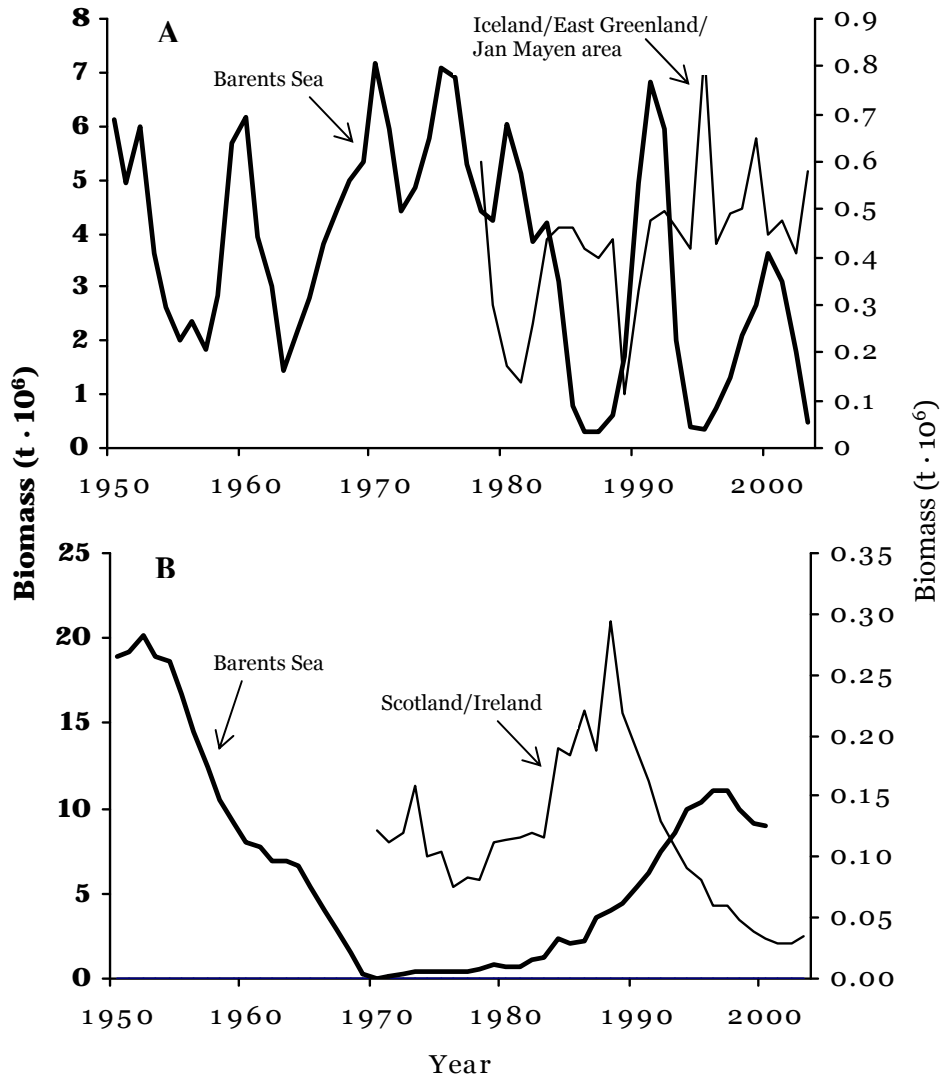 A
Iceland/East Greenland/
Jan Mayen area
Barents Sea
8
7
6
5
4
3
2
1
0
0.9
0.8
0.7
0.6
0.5
0.4
0.3
0.2
0.1
0
1950 1960 1970 1980 1990 2000
Biomass (t · 10⁶)
Biomass (t · 10⁶)
B
Barents Sea
Scotland/Ireland
25
20
15
10
5
0
0.35
0.30
0.25
0.20
0.15
0.10
0.05
0.00
1950 1960 1970 1980 1990 2000
Year